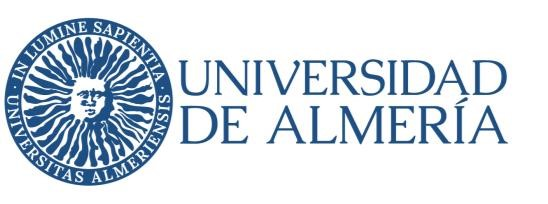 IN LUMINE SAPIENTIA
UNIVERSITAS ALMERIENSIS
UNIVERSIDAD
DE ALMERÍA